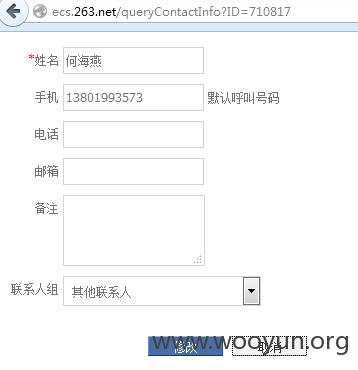 ecs.263.net/queryContactInfo?ID=710817
*姓名 何海燕
手机 13801993573 默认呼叫号码
电话
邮箱
备注
联系人组 其他联系人
修改 取消
www.wooyun.org